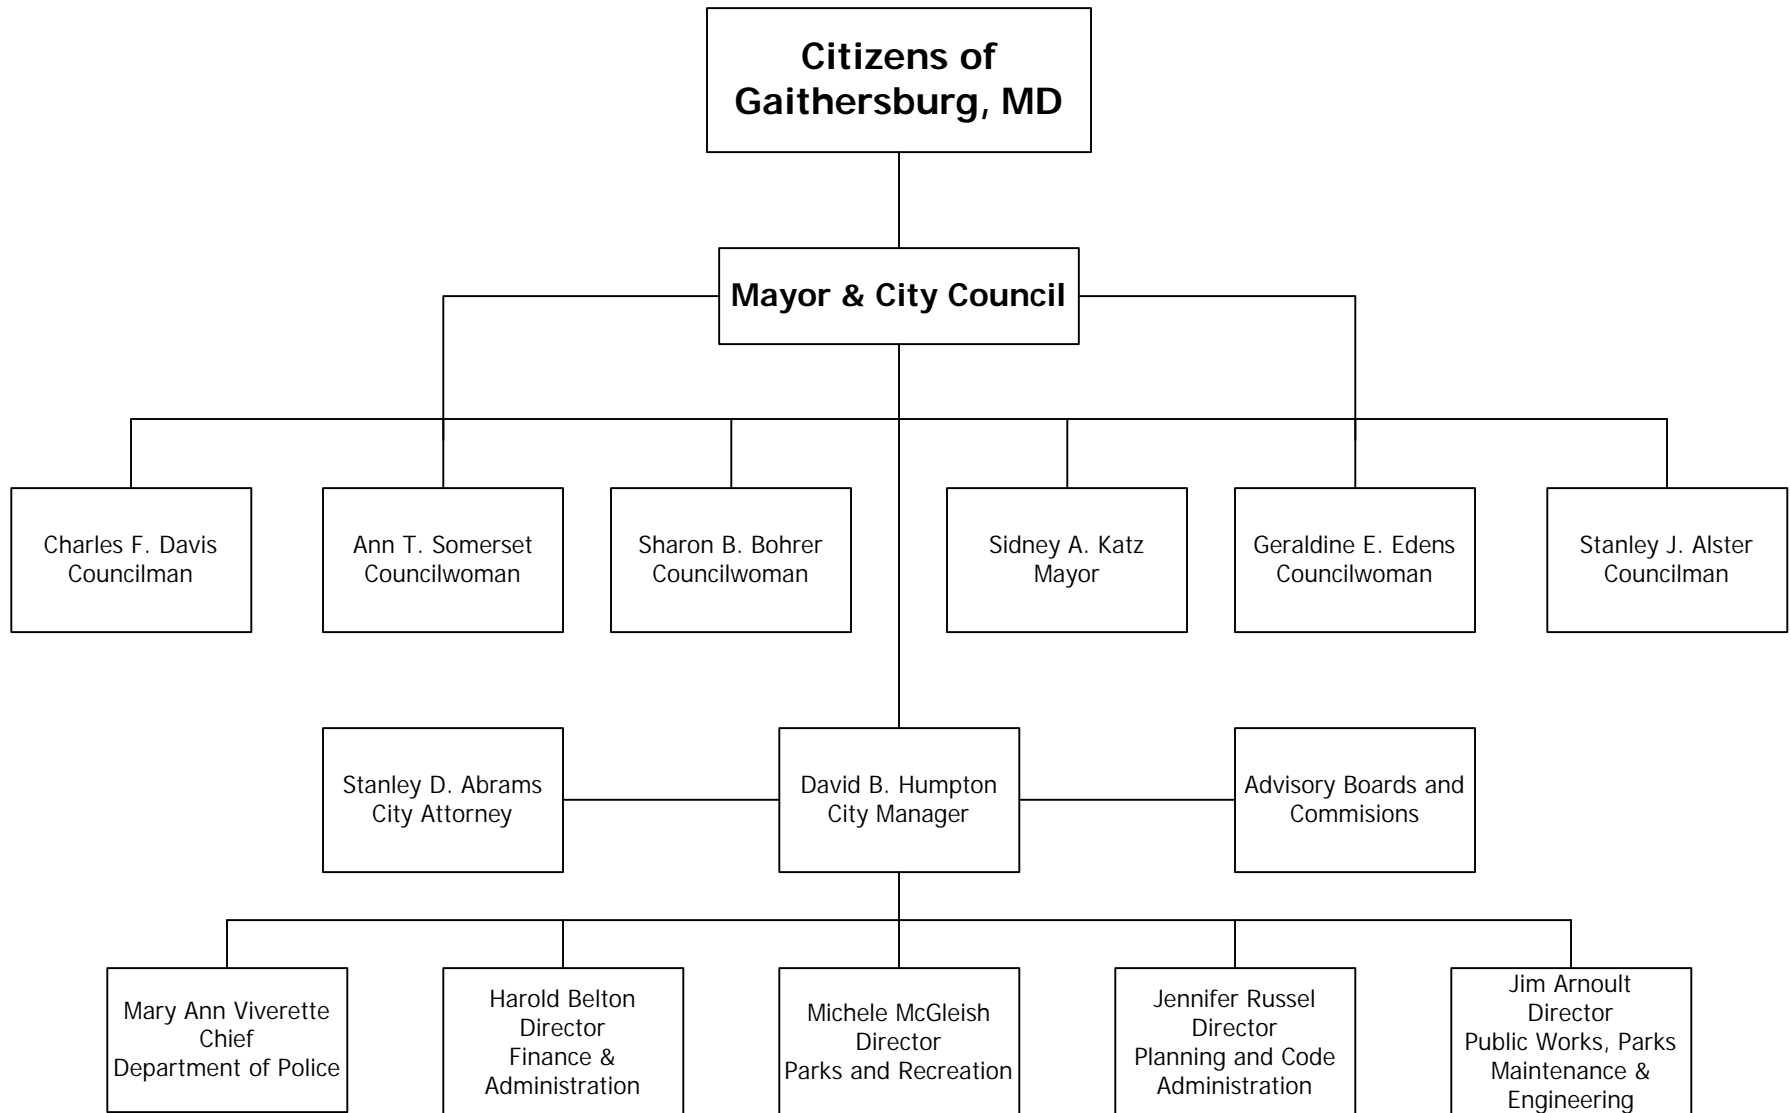 Citizens of
Gaithersburg, MD
Mayor & City Council
Charles F. Davis
Councilman
Ann T. Somerset
Councilwoman
Sharon B. Bohrer
Councilwoman
Sidney A. Katz
Mayor
Geraldine E. Edens
Councilwoman
Stanley J. Alster
Councilman
Stanley D. Abrams
City Attorney
David B. Humpton
City Manager
Advisory Boards and
Commisions
Mary Ann Viverette
Chief
Department of Police
Harold Belton
Director
Finance &
Administration
Michele McGleish
Director
Parks and Recreation
Jennifer Russel
Director
Planning and Code
Administration
Jim Arnoult
Director
Public Works, Parks
Maintenance &
Engineering